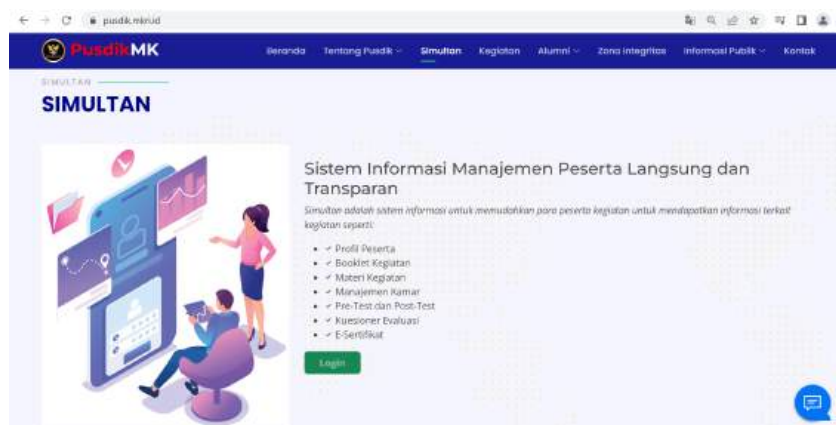 pusdik.mkri.id
PusdikMK
Beranda Tentang Pusdik Simultan Kegiatan Alumni Zona Integritas Informasi Publik Kontak
SIMULTAN
SIMULTAN
Sistem Informasi Manajemen Peserta Langsung dan
Transparan
Simultan adalah sistem informasi untuk memudahkan para peserta kegiatan untuk mendapatkan informasi terkait
kegiatan seperti:
• ✓ Profil Peserta
• ✓ Booklet Kegiatan
• ✓ Materi Kegiatan
• ✓ Manajemen Kamar
• ✓ Pre-Test dan Post-Test
• ✓ Kuesioner Evaluasi
• ✓ E-Sertifikat
Login